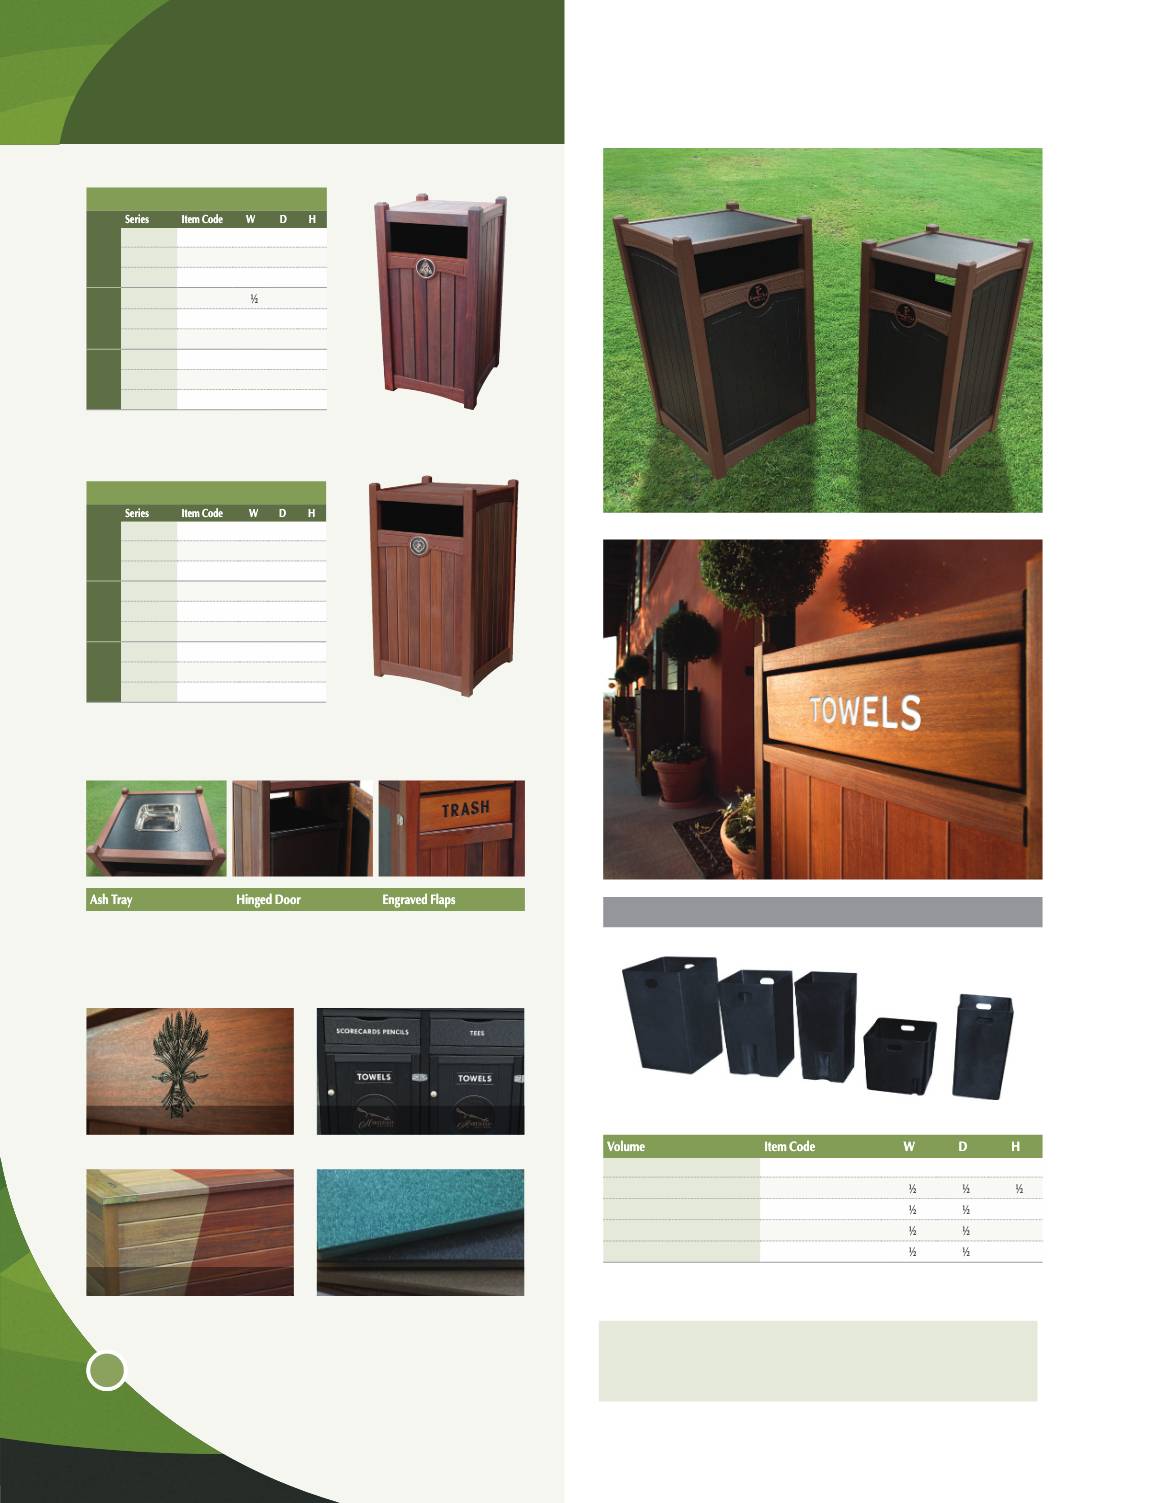 Series Item Code W D H
½
Series Item Code W D H
TRASH
Ash Tray Hinged Door Engraved Flaps
SCORECARDS PENCILS TEES
TOWELS TOWELS
TOWELS
Volume Item Code W D H
½ ½ ½
½ ½
½ ½
½ ½